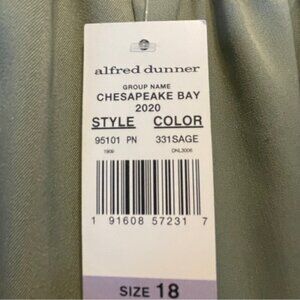 alfred dunner
GROUP NAME
CHESAPEAKE BAY
2020
STYLE COLOR
95101 PN 331SAGE
1909 DNL3006
1 91608 57231 7
SIZE 18